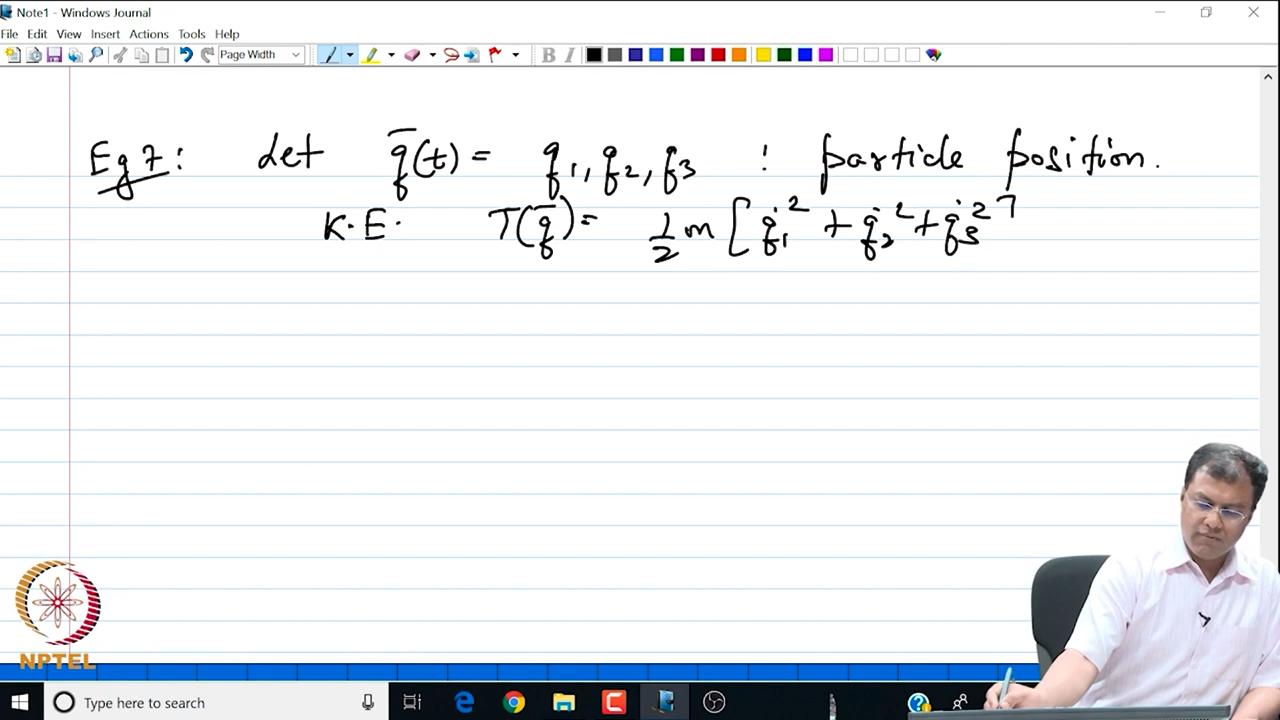 Note1 - Windows Journal
File Edit View Insert Actions Tools Help
Page Width B I
Eg 7: Let q̄(t) = q₁, q₂, q₃ : particle position.
K.E. T(q̄) = 1/2 m [q̇₁² + q̇₂² + q̇₃²]
NPTEL
Type here to search